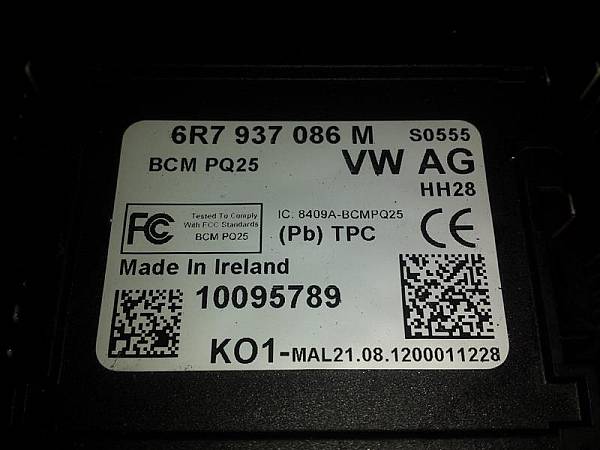 6R7 937 086 M S0555
BCM PQ25 VW AG
HH28
FC Tested To Comply
With FCC Standards
BCM PQ25
IC: 8409A-BCMPQ25
(Pb) TPC CE
Made In Ireland
10095789
KO1-MAL21.08.1200011228